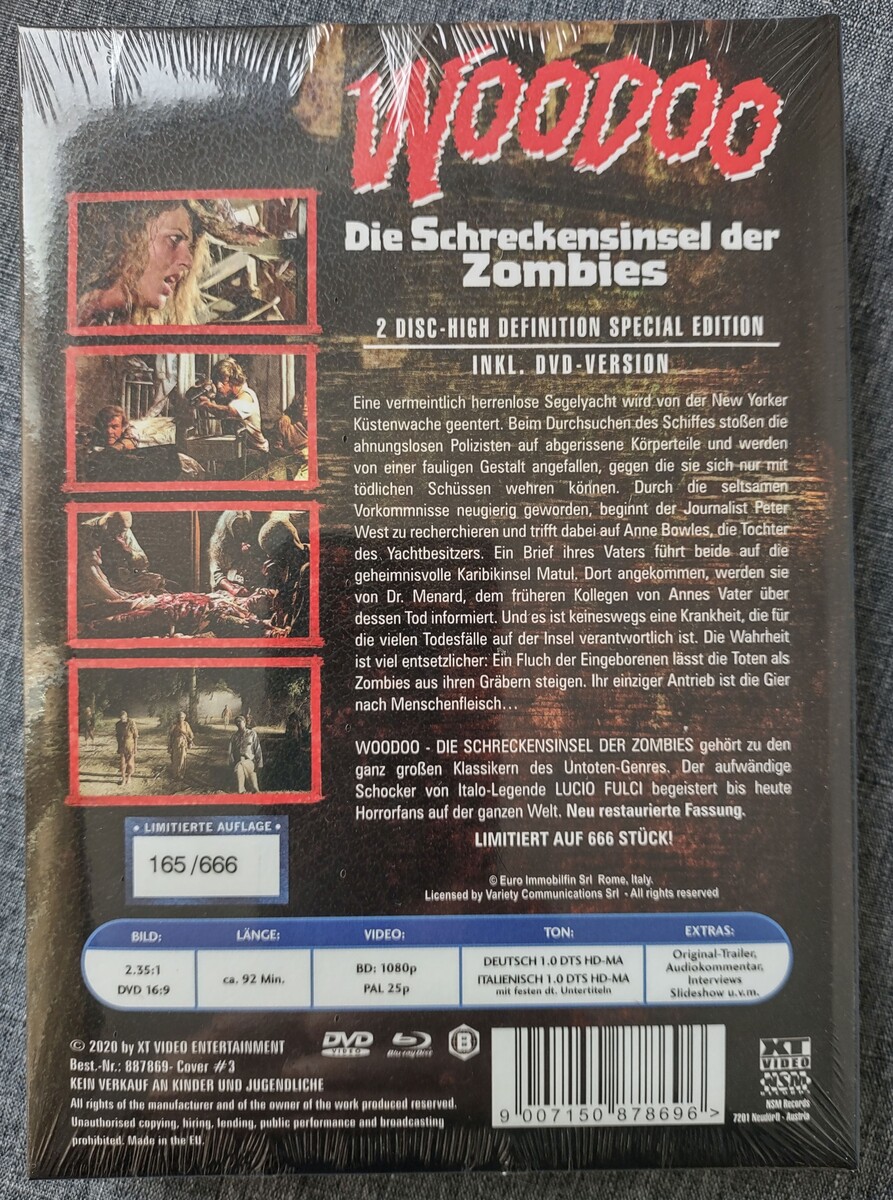 WOODOO
Die Schreckensinsel der
Zombies
2 DISC-HIGH DEFINITION SPECIAL EDITION
INKL. DVD-VERSION
Eine vermeintlich herrenlose Segelyacht wird von der New Yorker
Küstenwache geentert. Beim Durchsuchen des Schiffes stoßen die
ahnungslosen Polizisten auf abgerissene Körperteile und werden
von einer fauligen Gestalt angefallen, gegen die sie sich nur mit
tödlichen Schüssen wehren können. Durch die seltsamen
Vorkommnisse neugierig geworden, beginnt der Journalist Peter
West zu recherchieren und trifft dabei auf Anne Bowles, die Tochter
des Yachtbesitzers. Ein Brief ihres Vaters führt beide auf die
geheimnisvolle Karibikinsel Matul. Dort angekommen, werden sie
von Dr. Menard, dem früheren Kollegen von Annes Vater über
dessen Tod informiert. Und es ist keineswegs eine Krankheit, die für
die vielen Todesfälle auf der Insel verantwortlich ist. Die Wahrheit
ist viel entsetzlicher: Ein Fluch der Eingeborenen lässt die Toten als
Zombies aus ihren Gräbern steigen. Ihr einziger Antrieb ist die Gier
nach Menschenfleisch...
WOODOO - DIE SCHRECKENSINSEL DER ZOMBIES gehört zu den
ganz großen Klassikern des Untoten-Genres. Der aufwändige
Schocker von Italo-Legende LUCIO FULCI begeistert bis heute
Horrorfans auf der ganzen Welt. Neu restaurierte Fassung.
LIMITIERT AUF 666 STÜCK!
• LIMITIERTE AUFLAGE •
165/666
© Euro Immobilfin Srl Rome, Italy.
Licensed by Variety Communications Srl - All rights reserved
BILD:
2.35:1
DVD 16:9
LÄNGE:
ca. 92 Min.
VIDEO:
BD: 1080p
PAL 25p
TON:
DEUTSCH 1.0 DTS HD-MA
ITALIENISCH 1.0 DTS HD-MA
mit festen dt. Untertiteln
EXTRAS:
Original-Trailer,
Audiokommentar,
Interviews
Slideshow u.v.m.
© 2020 by XT VIDEO ENTERTAINMENT
Best.-Nr.: 887869- Cover #3
KEIN VERKAUF AN KINDER UND JUGENDLICHE
All rights of the manufacturer and of the owner of the work produced reserved.
Unauthorised copying, hiring, lending, public performance and broadcasting
prohibited. Made in the EU.
DVD
VIDEO
Blu-ray Disc
B
9 007150 878696 >
XT
VIDEO
NSM
NSM Records
7201 Neudörfl - Austria